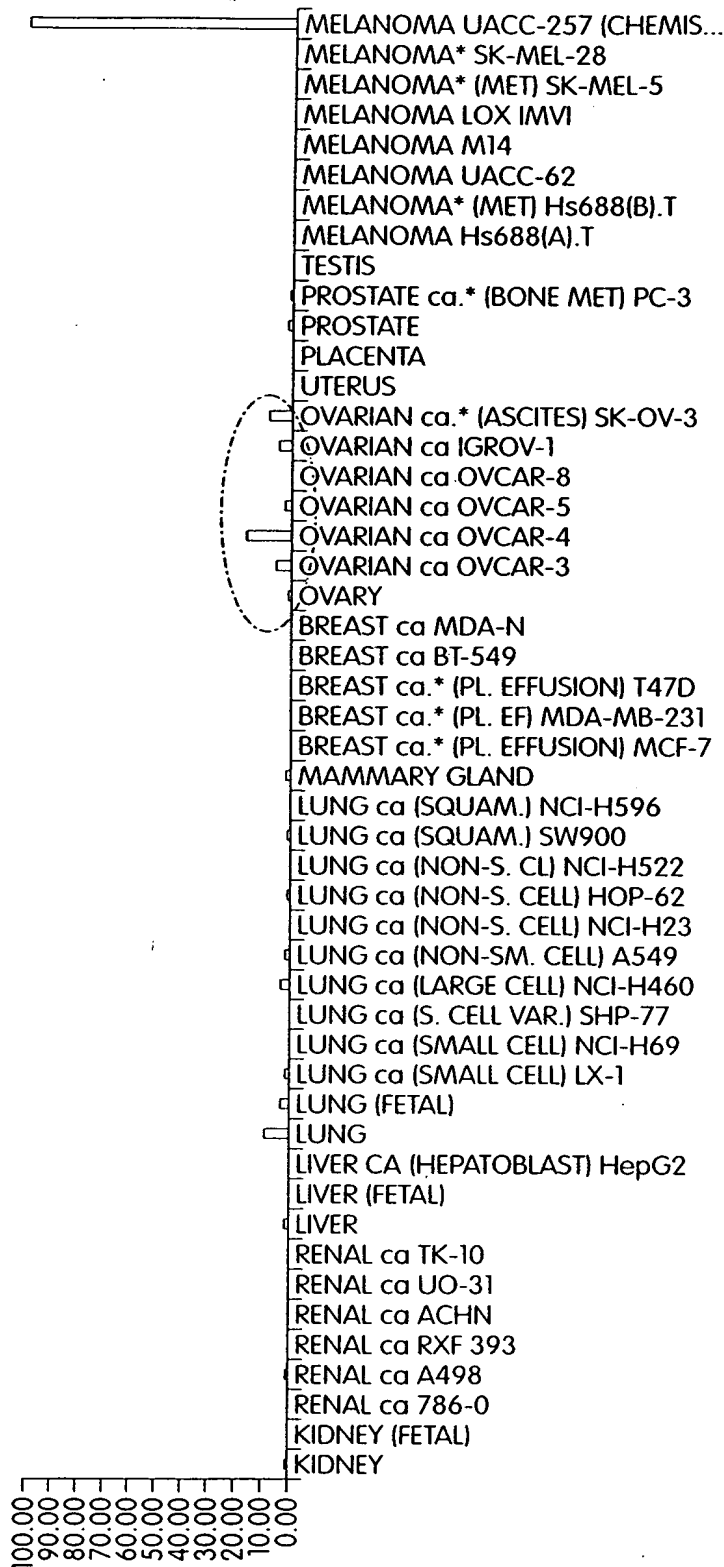 MELANOMA UACC-257 (CHEMIS...
MELANOMA* SK-MEL-28
MELANOMA* (MET) SK-MEL-5
MELANOMA LOX IMVI
MELANOMA M14
MELANOMA UACC-62
MELANOMA* (MET) Hs688(B).T
MELANOMA Hs688(A).T
TESTIS
PROSTATE ca.* (BONE MET) PC-3
PROSTATE
PLACENTA
UTERUS
OVARIAN ca.* (ASCITES) SK-OV-3
OVARIAN ca IGROV-1
OVARIAN ca OVCAR-8
OVARIAN ca OVCAR-5
OVARIAN ca OVCAR-4
OVARIAN ca OVCAR-3
OVARY
BREAST ca MDA-N
BREAST ca BT-549
BREAST ca.* (PL. EFFUSION) T47D
BREAST ca.* (PL. EF) MDA-MB-231
BREAST ca.* (PL. EFFUSION) MCF-7
MAMMARY GLAND
LUNG ca (SQUAM.) NCI-H596
LUNG ca (SQUAM.) SW900
LUNG ca (NON-S. CL) NCI-H522
LUNG ca (NON-S. CELL) HOP-62
LUNG ca (NON-S. CELL) NCI-H23
LUNG ca (NON-SM. CELL) A549
LUNG ca (LARGE CELL) NCI-H460
LUNG ca (S. CELL VAR.) SHP-77
LUNG ca (SMALL CELL) NCI-H69
LUNG ca (SMALL CELL) LX-1
LUNG (FETAL)
LUNG
LIVER CA (HEPATOBLAST) HepG2
LIVER (FETAL)
LIVER
RENAL ca TK-10
RENAL ca UO-31
RENAL ca ACHN
RENAL ca RXF 393
RENAL ca A498
RENAL ca 786-0
KIDNEY (FETAL)
KIDNEY
100.00
90.00
80.00
70.00
60.00
50.00
40.00
30.00
20.00
10.00
0.00